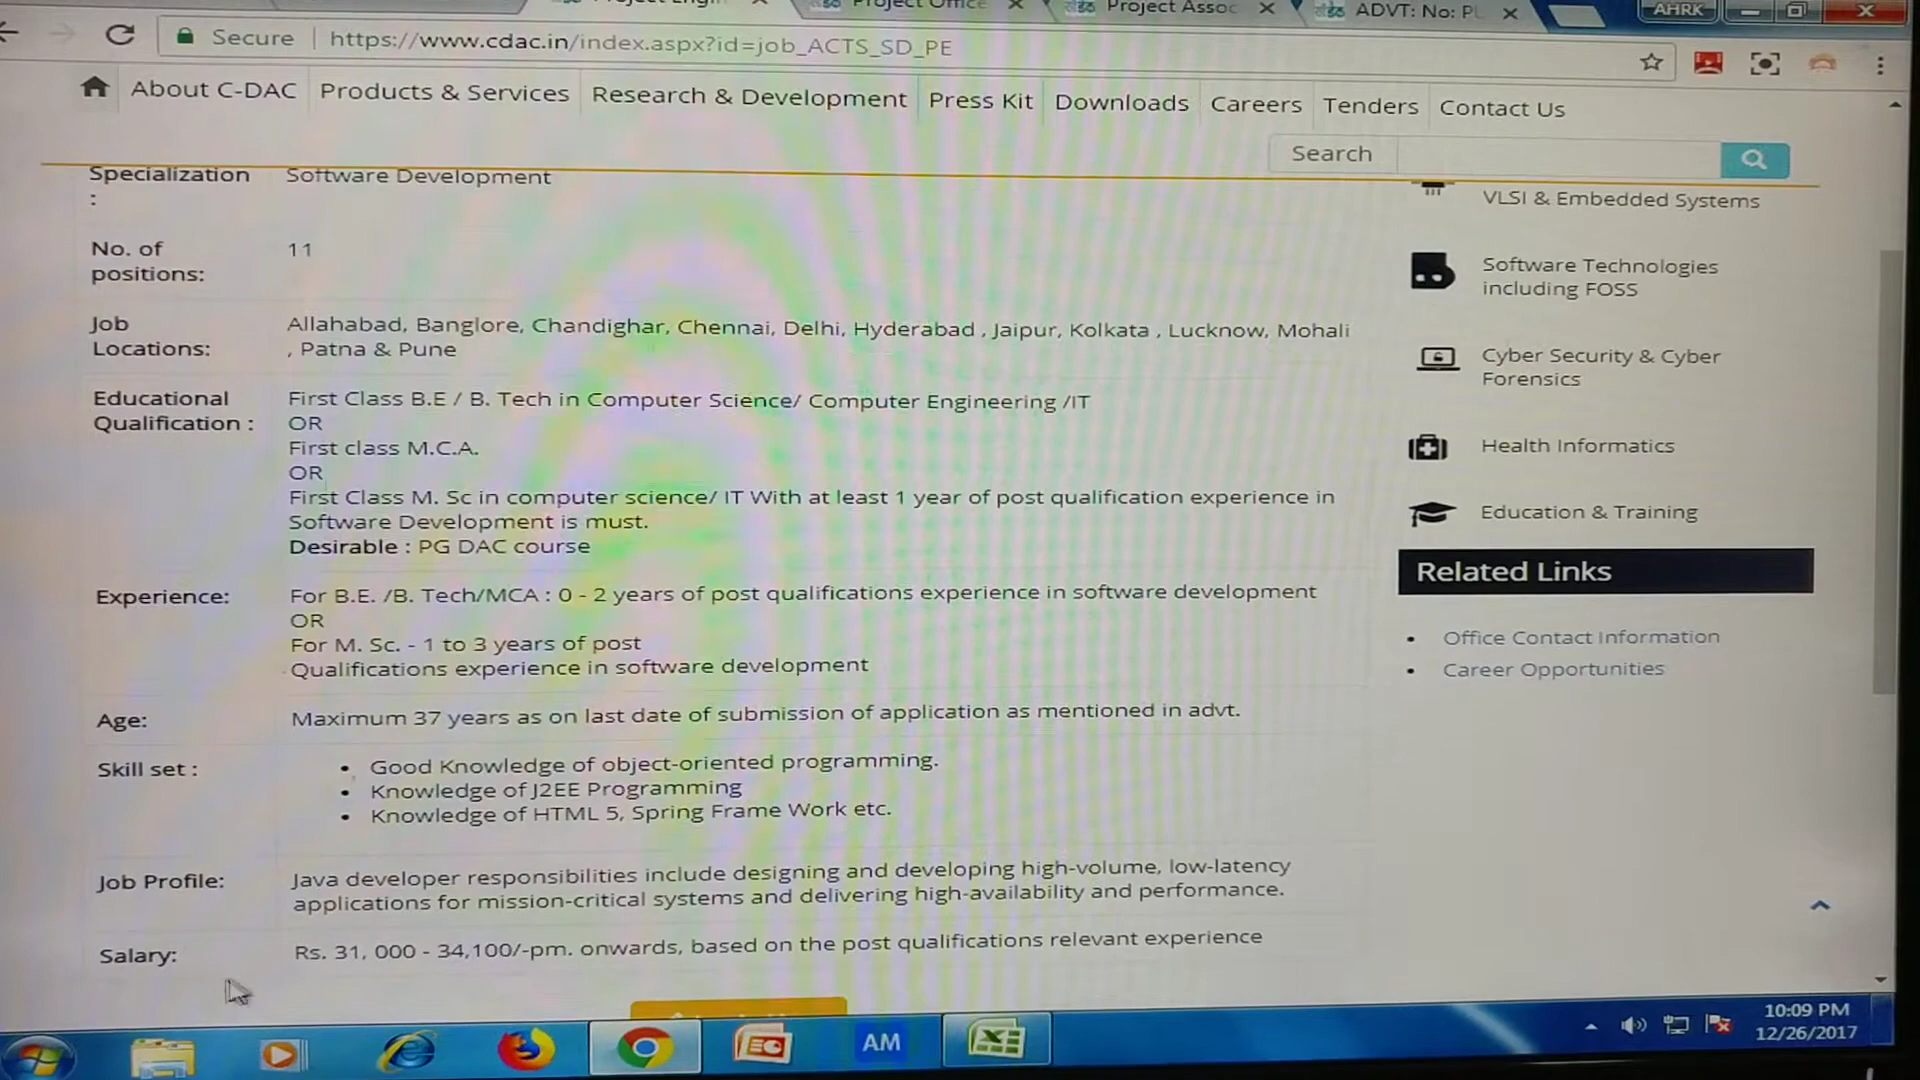 AHRK
Project Assoc
ADVT: No: PL
Secure
https://www.cdac.in/index.aspx?id=job_ACTS_SD_PE
About C-DAC
Products & Services
Research & Development
Press Kit
Downloads
Careers
Tenders
Contact Us
Search
Specialization
:
Software Development
No. of
positions:
11
Job
Locations:
Allahabad, Banglore, Chandighar, Chennai, Delhi, Hyderabad , Jaipur, Kolkata , Lucknow, Mohali
, Patna & Pune
Educational
Qualification :
First Class B.E / B. Tech in Computer Science/ Computer Engineering /IT
OR
First class M.C.A.
OR
First Class M. Sc in computer science/ IT With at least 1 year of post qualification experience in
Software Development is must.
Desirable : PG DAC course
Experience:
For B.E. /B. Tech/MCA : 0 - 2 years of post qualifications experience in software development
OR
For M. Sc. - 1 to 3 years of post
Qualifications experience in software development
Age:
Maximum 37 years as on last date of submission of application as mentioned in advt.
Skill set :
• Good Knowledge of object-oriented programming.
• Knowledge of J2EE Programming
• Knowledge of HTML 5, Spring Frame Work etc.
Job Profile:
Java developer responsibilities include designing and developing high-volume, low-latency
applications for mission-critical systems and delivering high-availability and performance.
Salary:
Rs. 31, 000 - 34,100/-pm. onwards, based on the post qualifications relevant experience
VLSI & Embedded Systems
Software Technologies
including FOSS
Cyber Security & Cyber
Forensics
Health Informatics
Education & Training
Related Links
• Office Contact Information
• Career Opportunities
AM
10:09 PM
12/26/2017